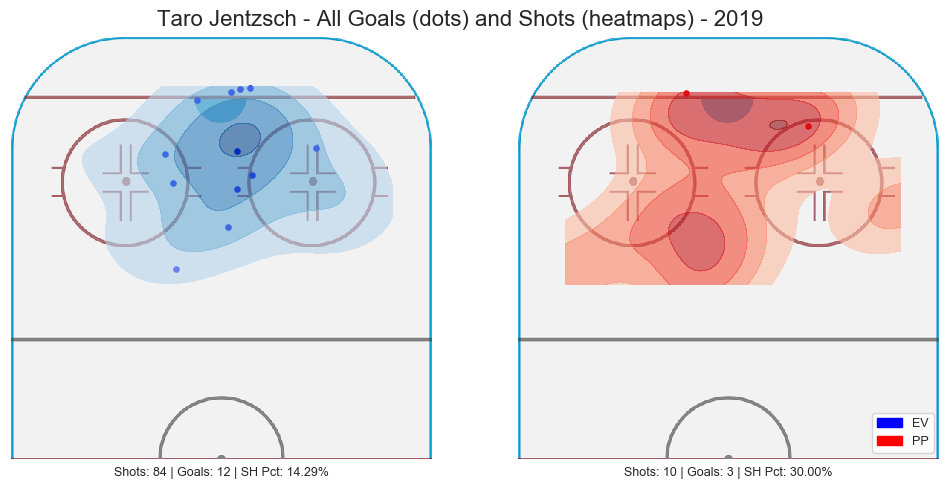 Taro Jentzsch - All Goals (dots) and Shots (heatmaps) - 2019
EV
PP
Shots: 84 | Goals: 12 | SH Pct: 14.29%
Shots: 10 | Goals: 3 | SH Pct: 30.00%